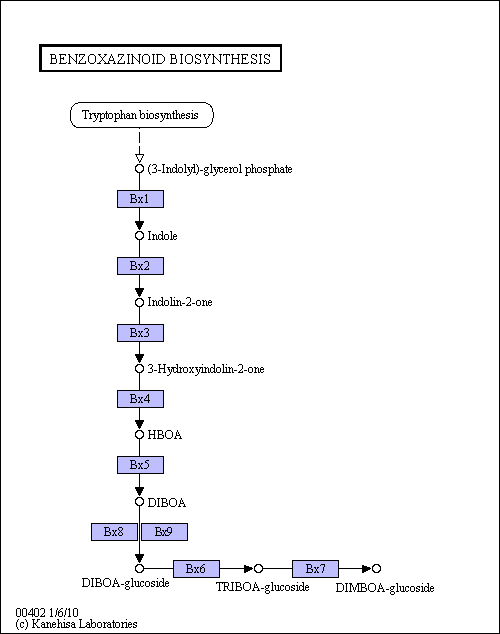 BENZOXAZINOID BIOSYNTHESIS
Tryptophan biosynthesis
(3-Indolyl)-glycerol phosphate
Bx1
Indole
Bx2
Indolin-2-one
Bx3
3-Hydroxyindolin-2-one
Bx4
HBOA
Bx5
DIBOA
Bx8 Bx9
Bx6 Bx7
DIBOA-glucoside TRIBOA-glucoside DIMBOA-glucoside
00402 1/6/10
(c) Kanehisa Laboratories